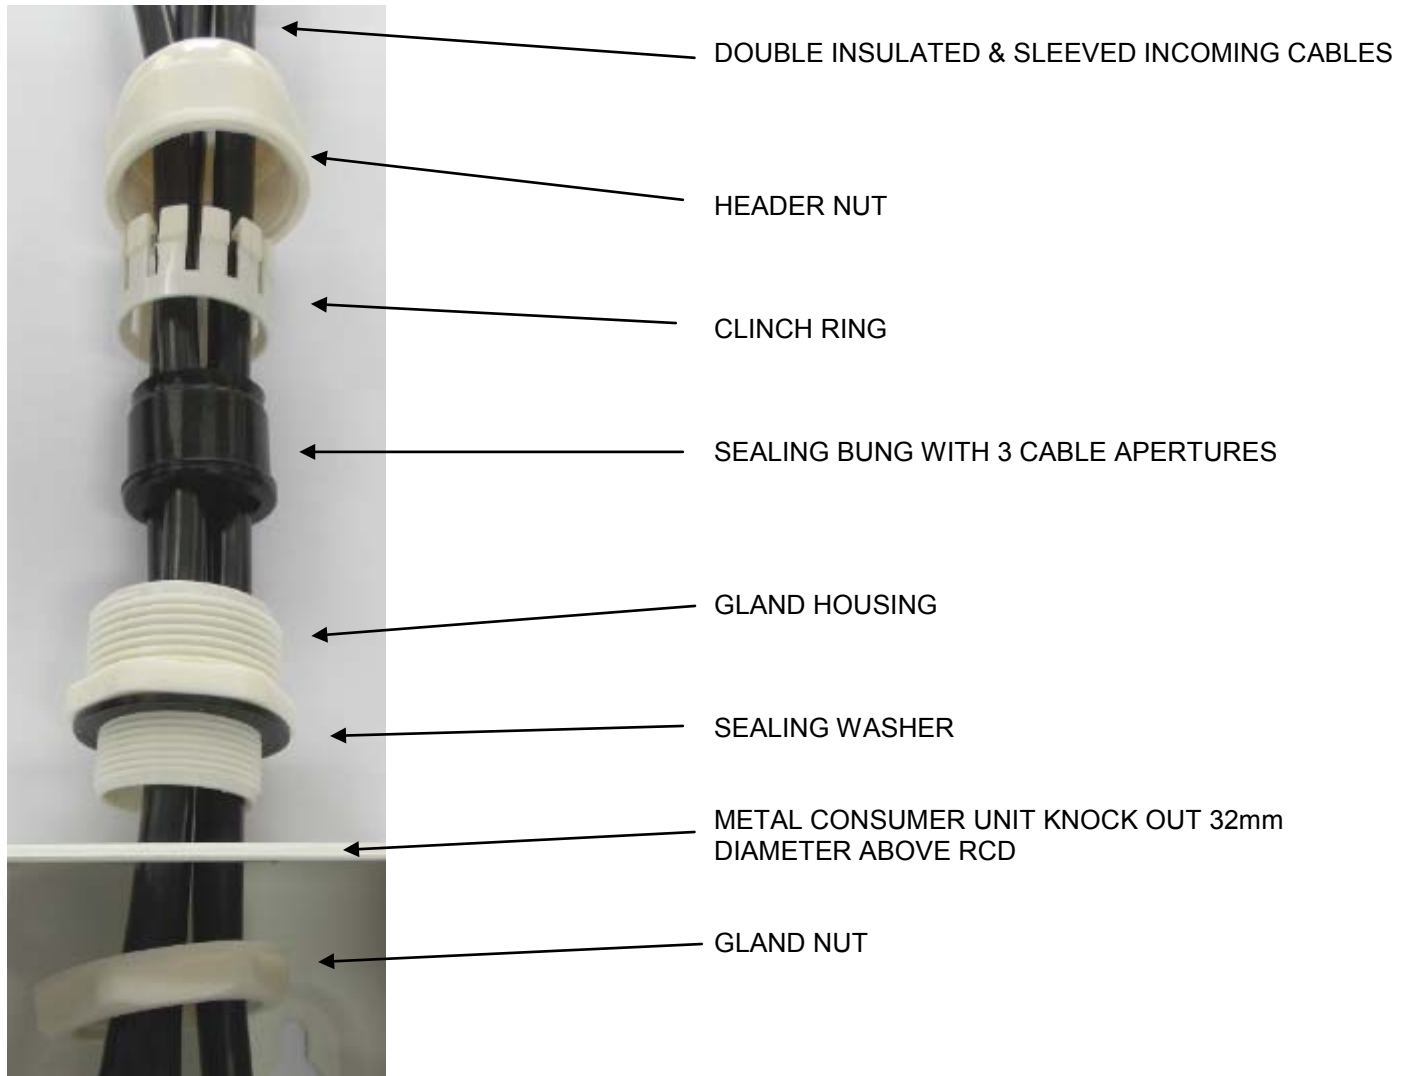 DOUBLE INSULATED & SLEEVED INCOMING CABLES
HEADER NUT
CLINCH RING
SEALING BUNG WITH 3 CABLE APERTURES
GLAND HOUSING
SEALING WASHER
METAL CONSUMER UNIT KNOCK OUT 32mm
DIAMETER ABOVE RCD
GLAND NUT